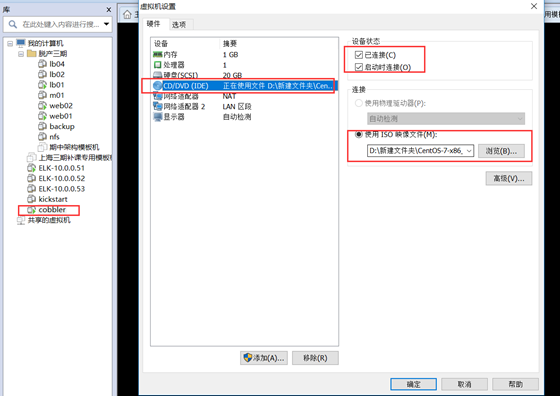 库
×
在此处键入内容进行搜...
我的计算机
脱产三期
lb04
lb02
lb01
m01
web02
web01
backup
nfs
期中架构模板机
上海三期补课专用模板机
ELK-10.0.0.51
ELK-10.0.0.52
ELK-10.0.0.53
kickstart
cobbler
共享的虚拟机
虚拟机设置
硬件
选项
设备
摘要
内存
1 GB
处理器
1
硬盘(SCSI)
20 GB
CD/DVD (IDE)
正在使用文件 D:\新建文件夹\Cen...
网络适配器
NAT
网络适配器 2
LAN 区段
显示器
自动检测
添加(A)...
移除(R)
设备状态
已连接(C)
启动时连接(O)
连接
使用物理驱动器(P):
自动检测
使用 ISO 映像文件(M):
D:\新建文件夹\CentOS-7-x86_
浏览(B)...
高级(V)...
确定
取消
帮助